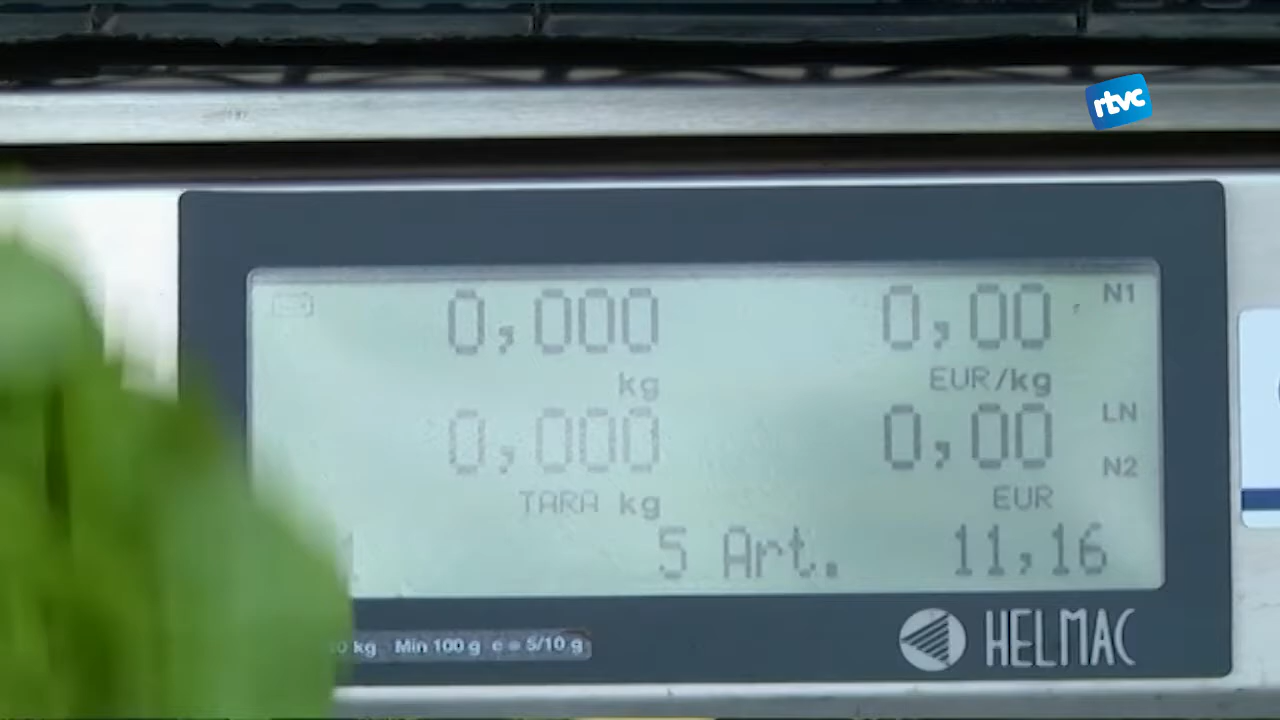 rtvc
0,000 0,00 N1
kg EUR/kg
0,000 0,00 LN
N2
TARA kg EUR
5 Art. 11,16
kg Min 100 g e = 5/10 g
HELMAC